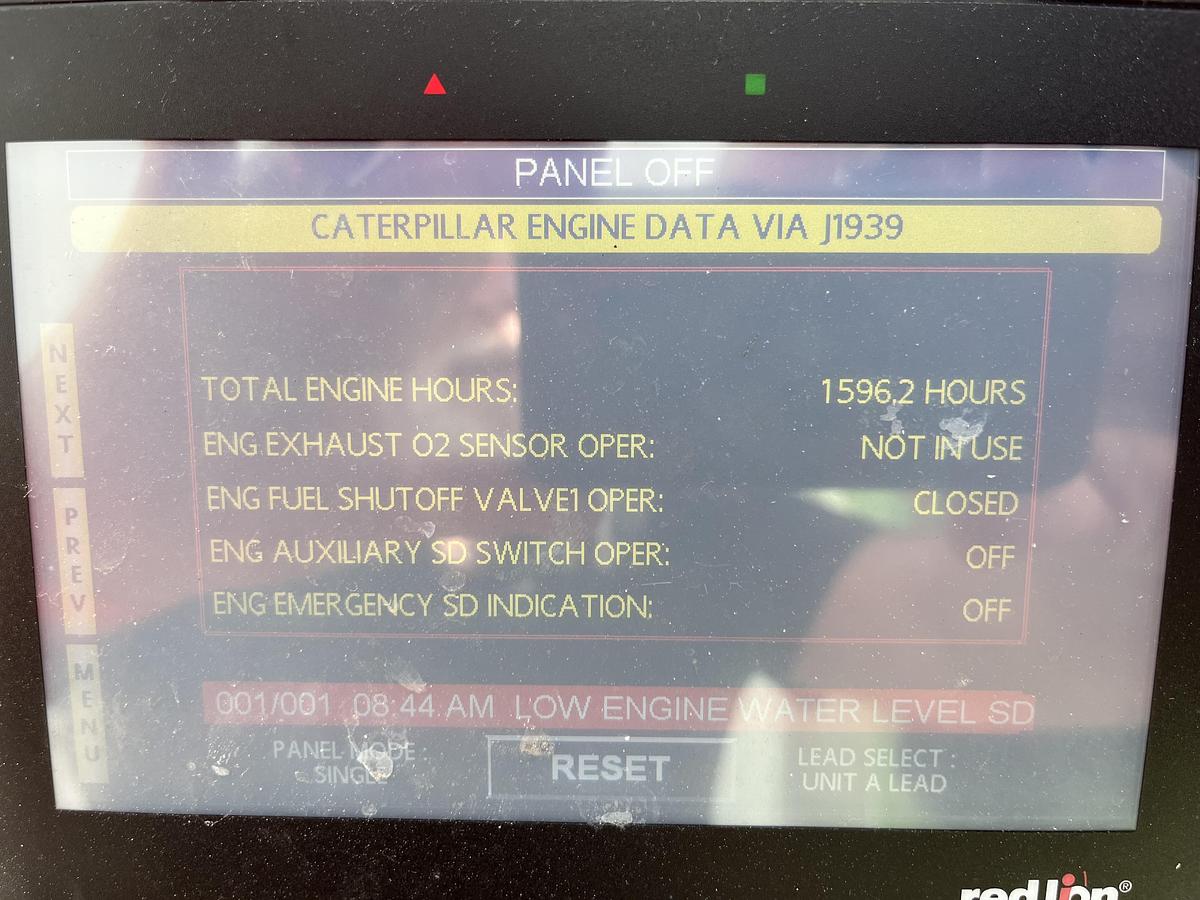 PANEL OFF
CATERPILLAR ENGINE DATA VIA J1939
TOTAL ENGINE HOURS: 1596.2 HOURS
ENG EXHAUST O2 SENSOR OPER: NOT IN USE
ENG FUEL SHUTOFF VALVE1 OPER: CLOSED
ENG AUXILIARY SD SWITCH OPER: OFF
ENG EMERGENCY SD INDICATION: OFF
NEXT
PREV
MENU
001/001 08:44 AM LOW ENGINE WATER LEVEL SD
PANEL MODE :
SINGLE
RESET
LEAD SELECT :
UNIT A LEAD
red lion®